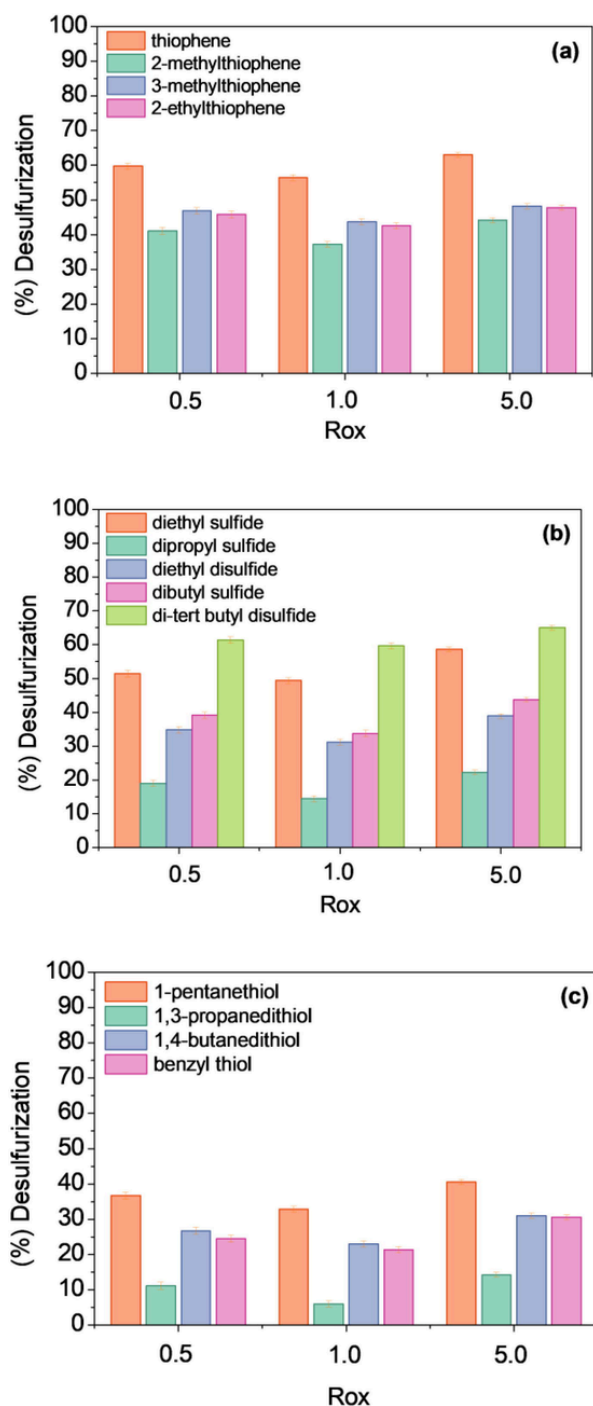 100
90
80
70
60
50
40
30
20
10
0
(%) Desulfurization
thiophene
2-methylthiophene
3-methylthiophene
2-ethylthiophene
(a)
0.5 1.0 5.0
Rox
100
90
80
70
60
50
40
30
20
10
0
(%) Desulfurization
diethyl sulfide
dipropyl sulfide
diethyl disulfide
dibutyl sulfide
di-tert butyl disulfide
(b)
0.5 1.0 5.0
Rox
100
90
80
70
60
50
40
30
20
10
0
(%) Desulfurization
1-pentanethiol
1,3-propanedithiol
1,4-butanedithiol
benzyl thiol
(c)
0.5 1.0 5.0
Rox